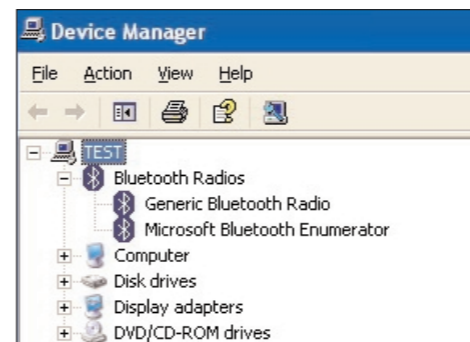 Device Manager
File Action View Help
TEST
Bluetooth Radios
Generic Bluetooth Radio
Microsoft Bluetooth Enumerator
Computer
Disk drives
Display adapters
DVD/CD-ROM drives